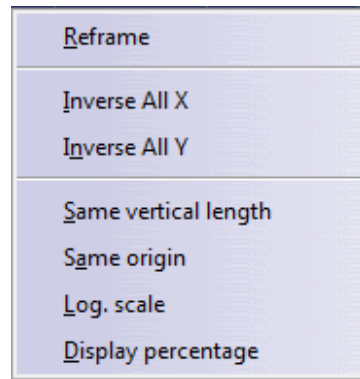 Reframe
Inverse All X
Inverse All Y
Same vertical length
Same origin
Log. scale
Display percentage